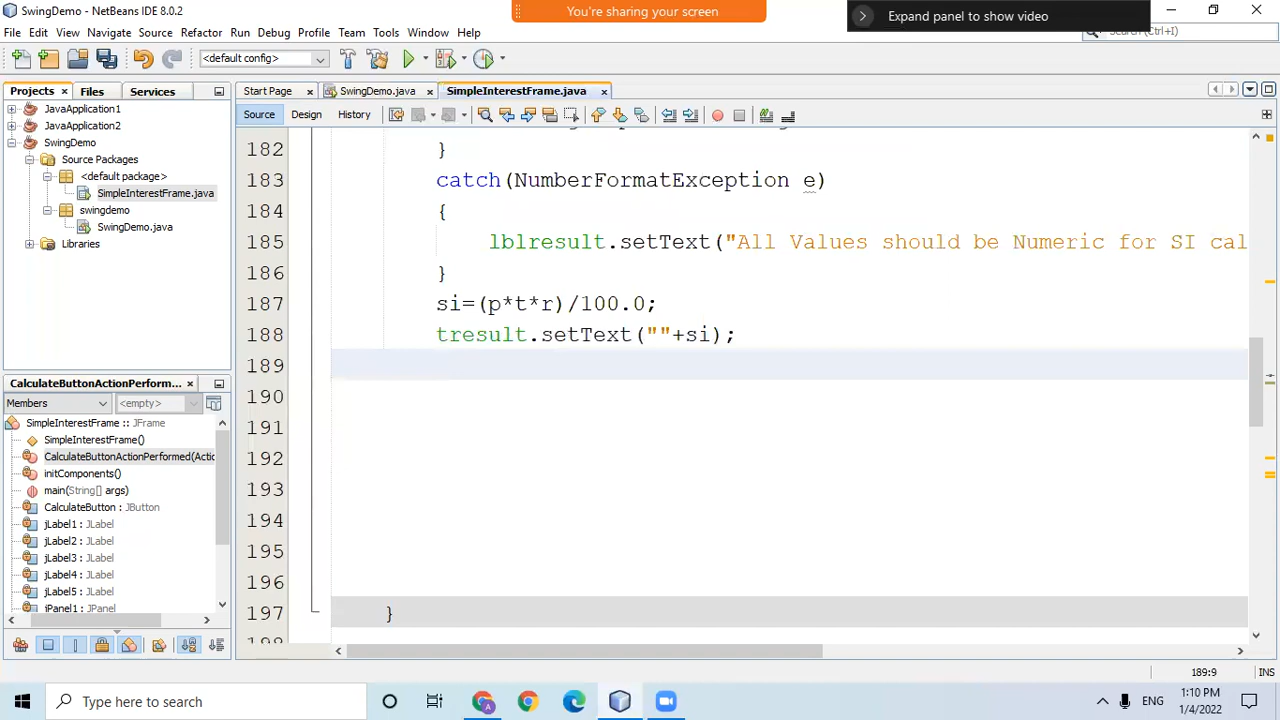 SwingDemo - NetBeans IDE 8.0.2
You're sharing your screen
Expand panel to show video
File Edit View Navigate Source Refactor Run Debug Profile Team Tools Window Help
Search (Ctrl+I)
<default config>
Projects Files Services
Start Page SwingDemo.java SimpleInterestFrame.java
Source Design History
JavaApplication1
JavaApplication2
SwingDemo
Source Packages
<default package>
SimpleInterestFrame.java
swingdemo
SwingDemo.java
Libraries
182 }
183 catch(NumberFormatException e)
184 {
185 lblresult.setText("All Values should be Numeric for SI cal
186 }
187 si=(p*t*r)/100.0;
188 tresult.setText(""+si);
189
190
191
192
193
194
195
196
197 }
198
CalculateButtonActionPerform...
Members <empty>
SimpleInterestFrame :: JFrame
SimpleInterestFrame()
CalculateButtonActionPerformed(Actic
initComponents()
main(String[] args)
CalculateButton : JButton
jLabel1 : JLabel
jLabel2 : JLabel
jLabel3 : JLabel
jLabel4 : JLabel
jLabel5 : JLabel
jPanel1 : JPanel
189:9 INS
Type here to search
ENG
1:10 PM
1/4/2022